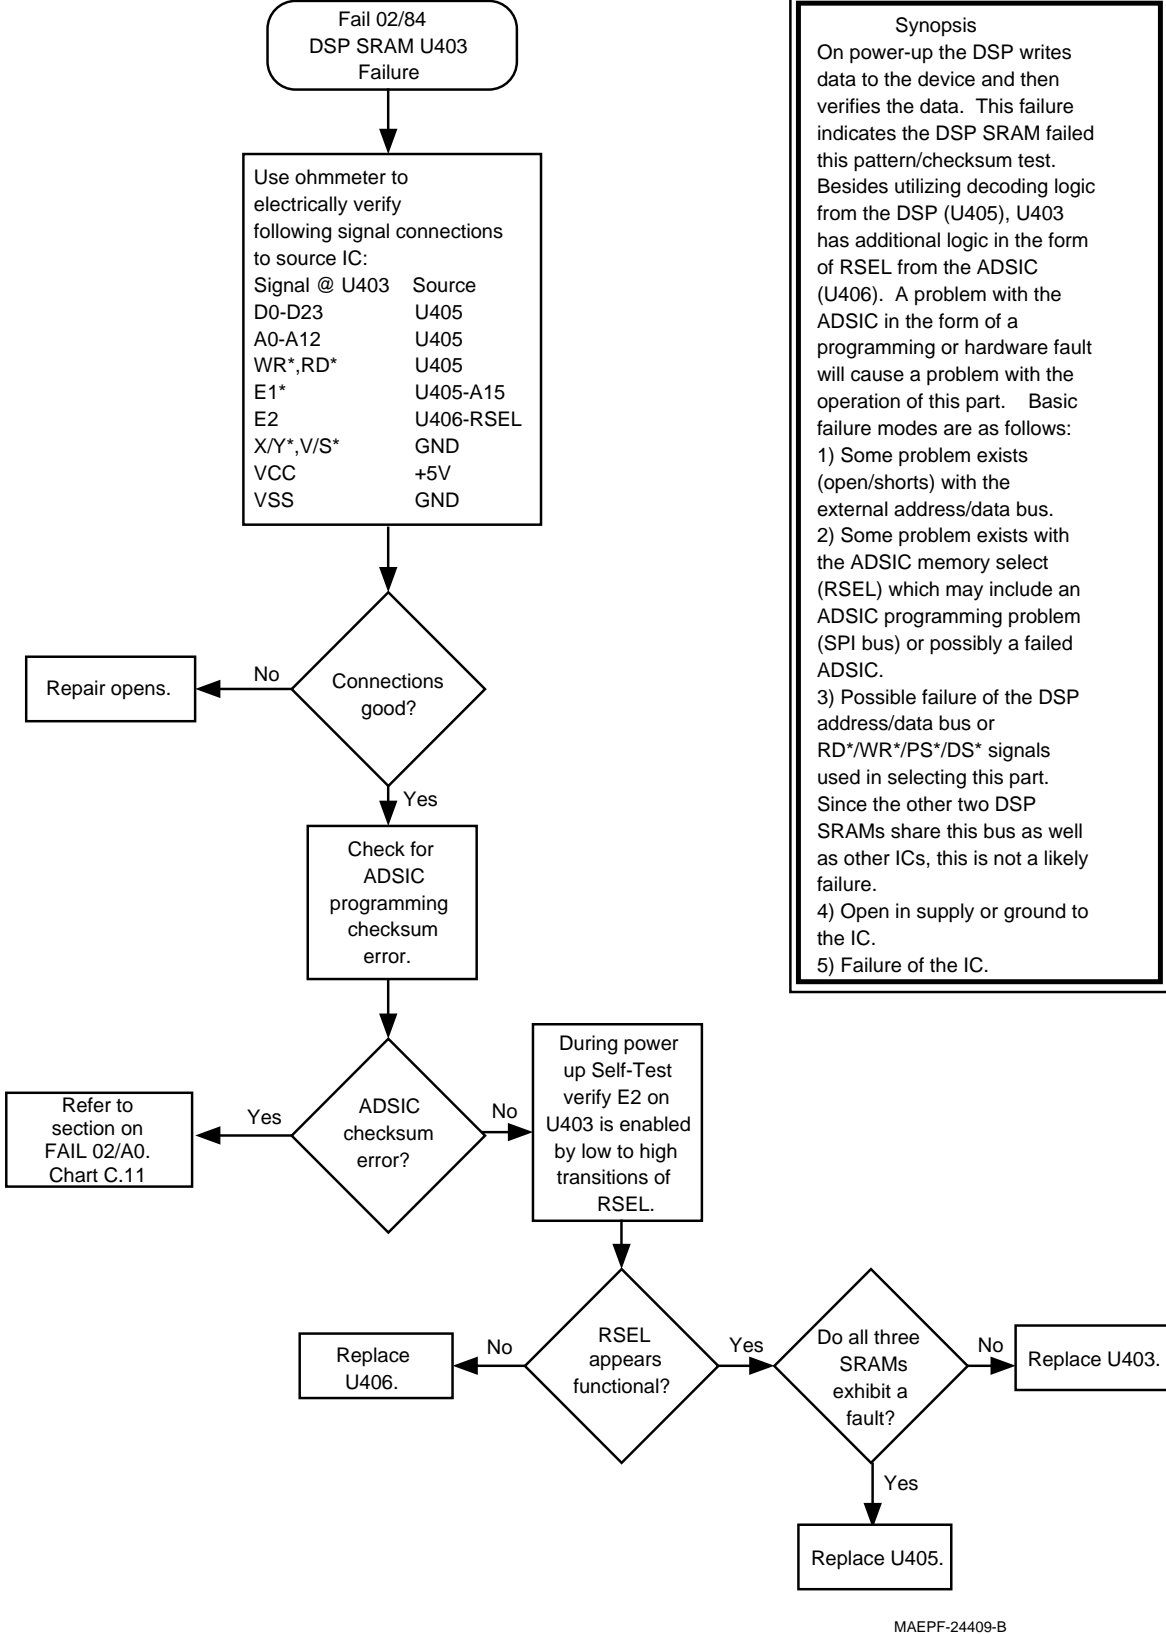 Fail 02/84
DSP SRAM U403
Failure
Use ohmmeter to
electrically verify
following signal connections
to source IC:
Signal @ U403 Source
D0-D23 U405
A0-A12 U405
WR*,RD* U405
E1* U405-A15
E2 U406-RSEL
X/Y*,V/S* GND
VCC +5V
VSS GND
Connections
good?
No
Repair opens.
Yes
Check for
ADSIC
programming
checksum
error.
ADSIC
checksum
error?
Yes
Refer to
section on
FAIL 02/A0.
Chart C.11
No
During power
up Self-Test
verify E2 on
U403 is enabled
by low to high
transitions of
RSEL.
RSEL
appears
functional?
No
Replace
U406.
Yes
Do all three
SRAMs
exhibit a
fault?
No
Replace U403.
Yes
Replace U405.
Synopsis
On power-up the DSP writes
data to the device and then
verifies the data. This failure
indicates the DSP SRAM failed
this pattern/checksum test.
Besides utilizing decoding logic
from the DSP (U405), U403
has additional logic in the form
of RSEL from the ADSIC
(U406). A problem with the
ADSIC in the form of a
programming or hardware fault
will cause a problem with the
operation of this part. Basic
failure modes are as follows:
1) Some problem exists
(open/shorts) with the
external address/data bus.
2) Some problem exists with
the ADSIC memory select
(RSEL) which may include an
ADSIC programming problem
(SPI bus) or possibly a failed
ADSIC.
3) Possible failure of the DSP
address/data bus or
RD*/WR*/PS*/DS* signals
used in selecting this part.
Since the other two DSP
SRAMs share this bus as well
as other ICs, this is not a likely
failure.
4) Open in supply or ground to
the IC.
5) Failure of the IC.
MAEPF-24409-B